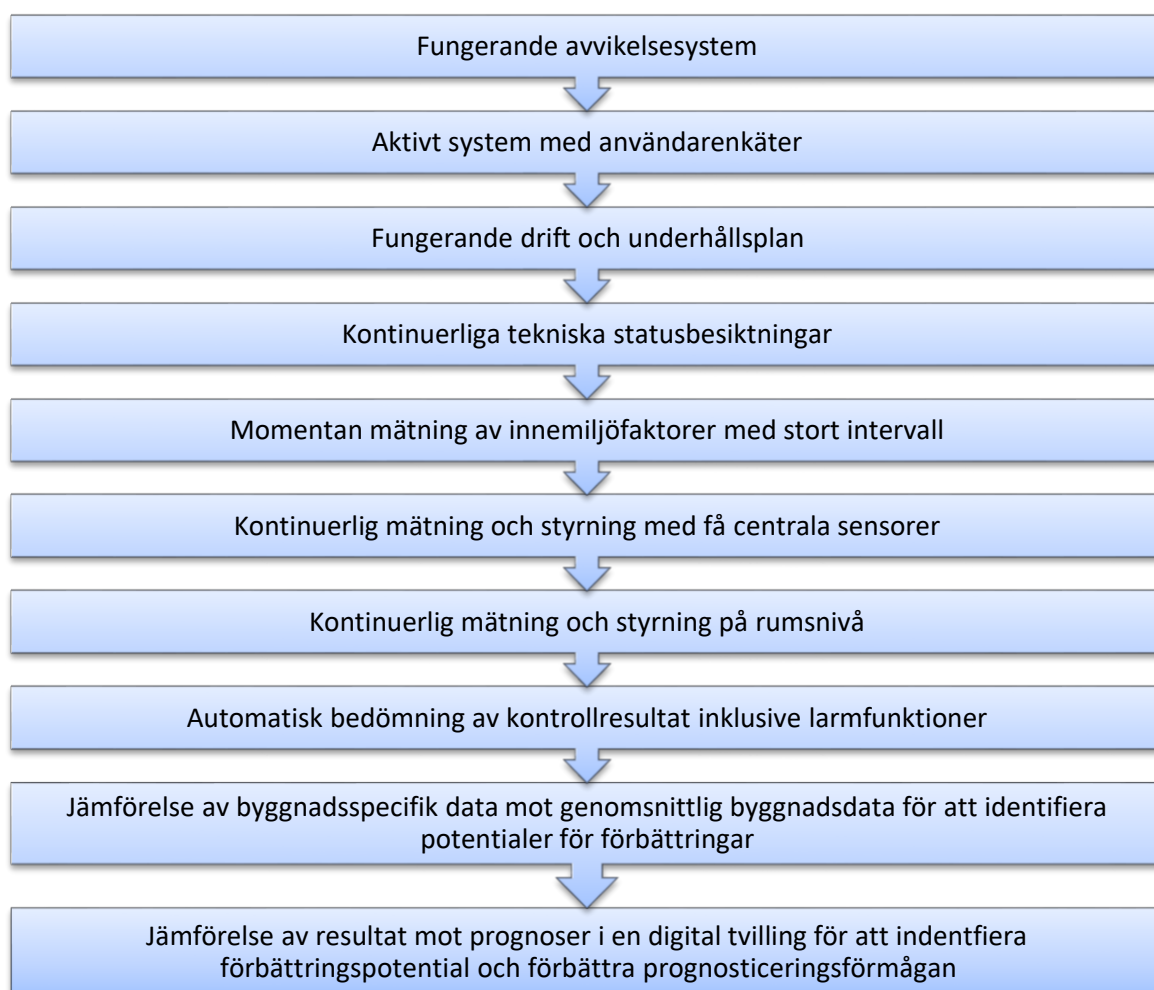 Fungerande avvikelsesystem
Aktivt system med användarenkäter
Fungerande drift och underhållsplan
Kontinuerliga tekniska statusbesiktningar
Momentan mätning av innemiljöfaktorer med stort intervall
Kontinuerlig mätning och styrning med få centrala sensorer
Kontinuerlig mätning och styrning på rumsnivå
Automatisk bedömning av kontrollresultat inklusive larmfunktioner
Jämförelse av byggnadsspecifik data mot genomsnittlig byggnadsdata för att identifiera
potentialer för förbättringar
Jämförelse av resultat mot prognoser i en digital tvilling för att indentfiera
förbättringspotential och förbättra prognosticeringsförmågan